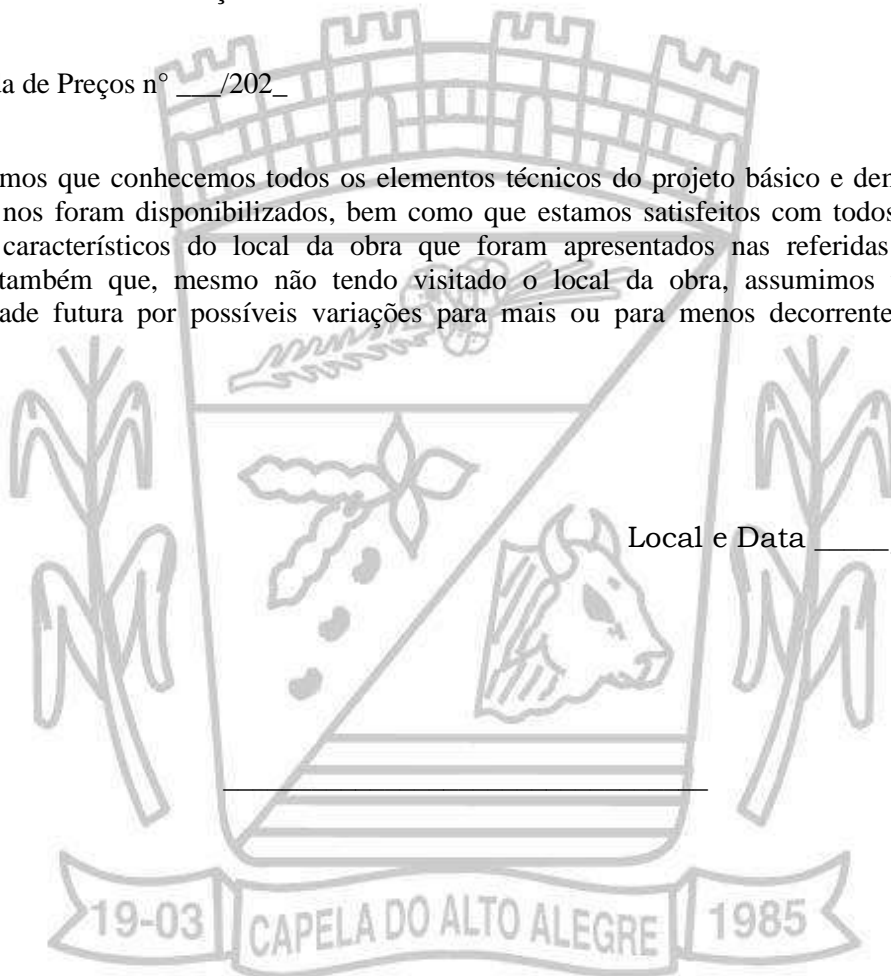 a de Preços n° ___/202_
mos que conhecemos todos os elementos técnicos do projeto básico e
nos foram disponibilizados, bem como que estamos satisfeitos com todos
característicos do local da obra que foram apresentados nas referidas
também que, mesmo não tendo visitado o local da obra, assumimos
ade futura por possíveis variações para mais ou para menos decorrente
Local e Data _____
19-03 CAPELA DO ALTO ALEGRE 1985